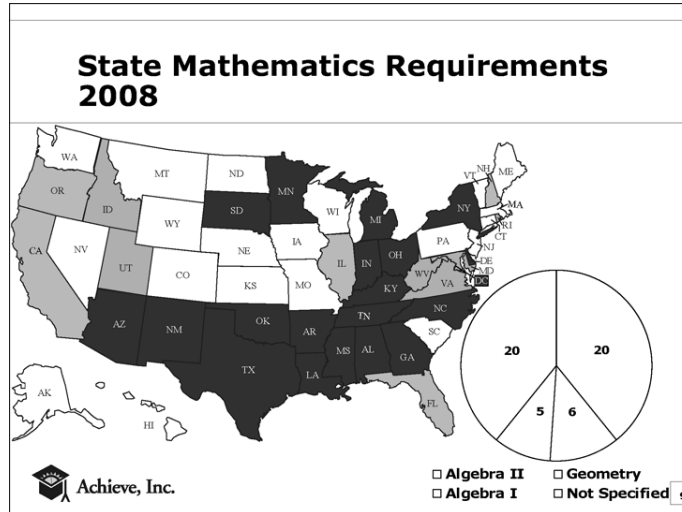 State Mathematics Requirements
2008
WA
MT
ND
MN
VT
NH
ME
OR
ID
SD
WI
MI
NY
MA
WY
RI
CT
CA
NV
UT
CO
NE
IA
IL
IN
OH
PA
NJ
DE
MD
DC
KS
MO
WV
VA
KY
AZ
NM
OK
AR
TN
NC
SC
TX
LA
MS
AL
GA
FL
AK
HI
20
20
5
6
Algebra II
Geometry
Algebra I
Not Specified
Achieve, Inc.